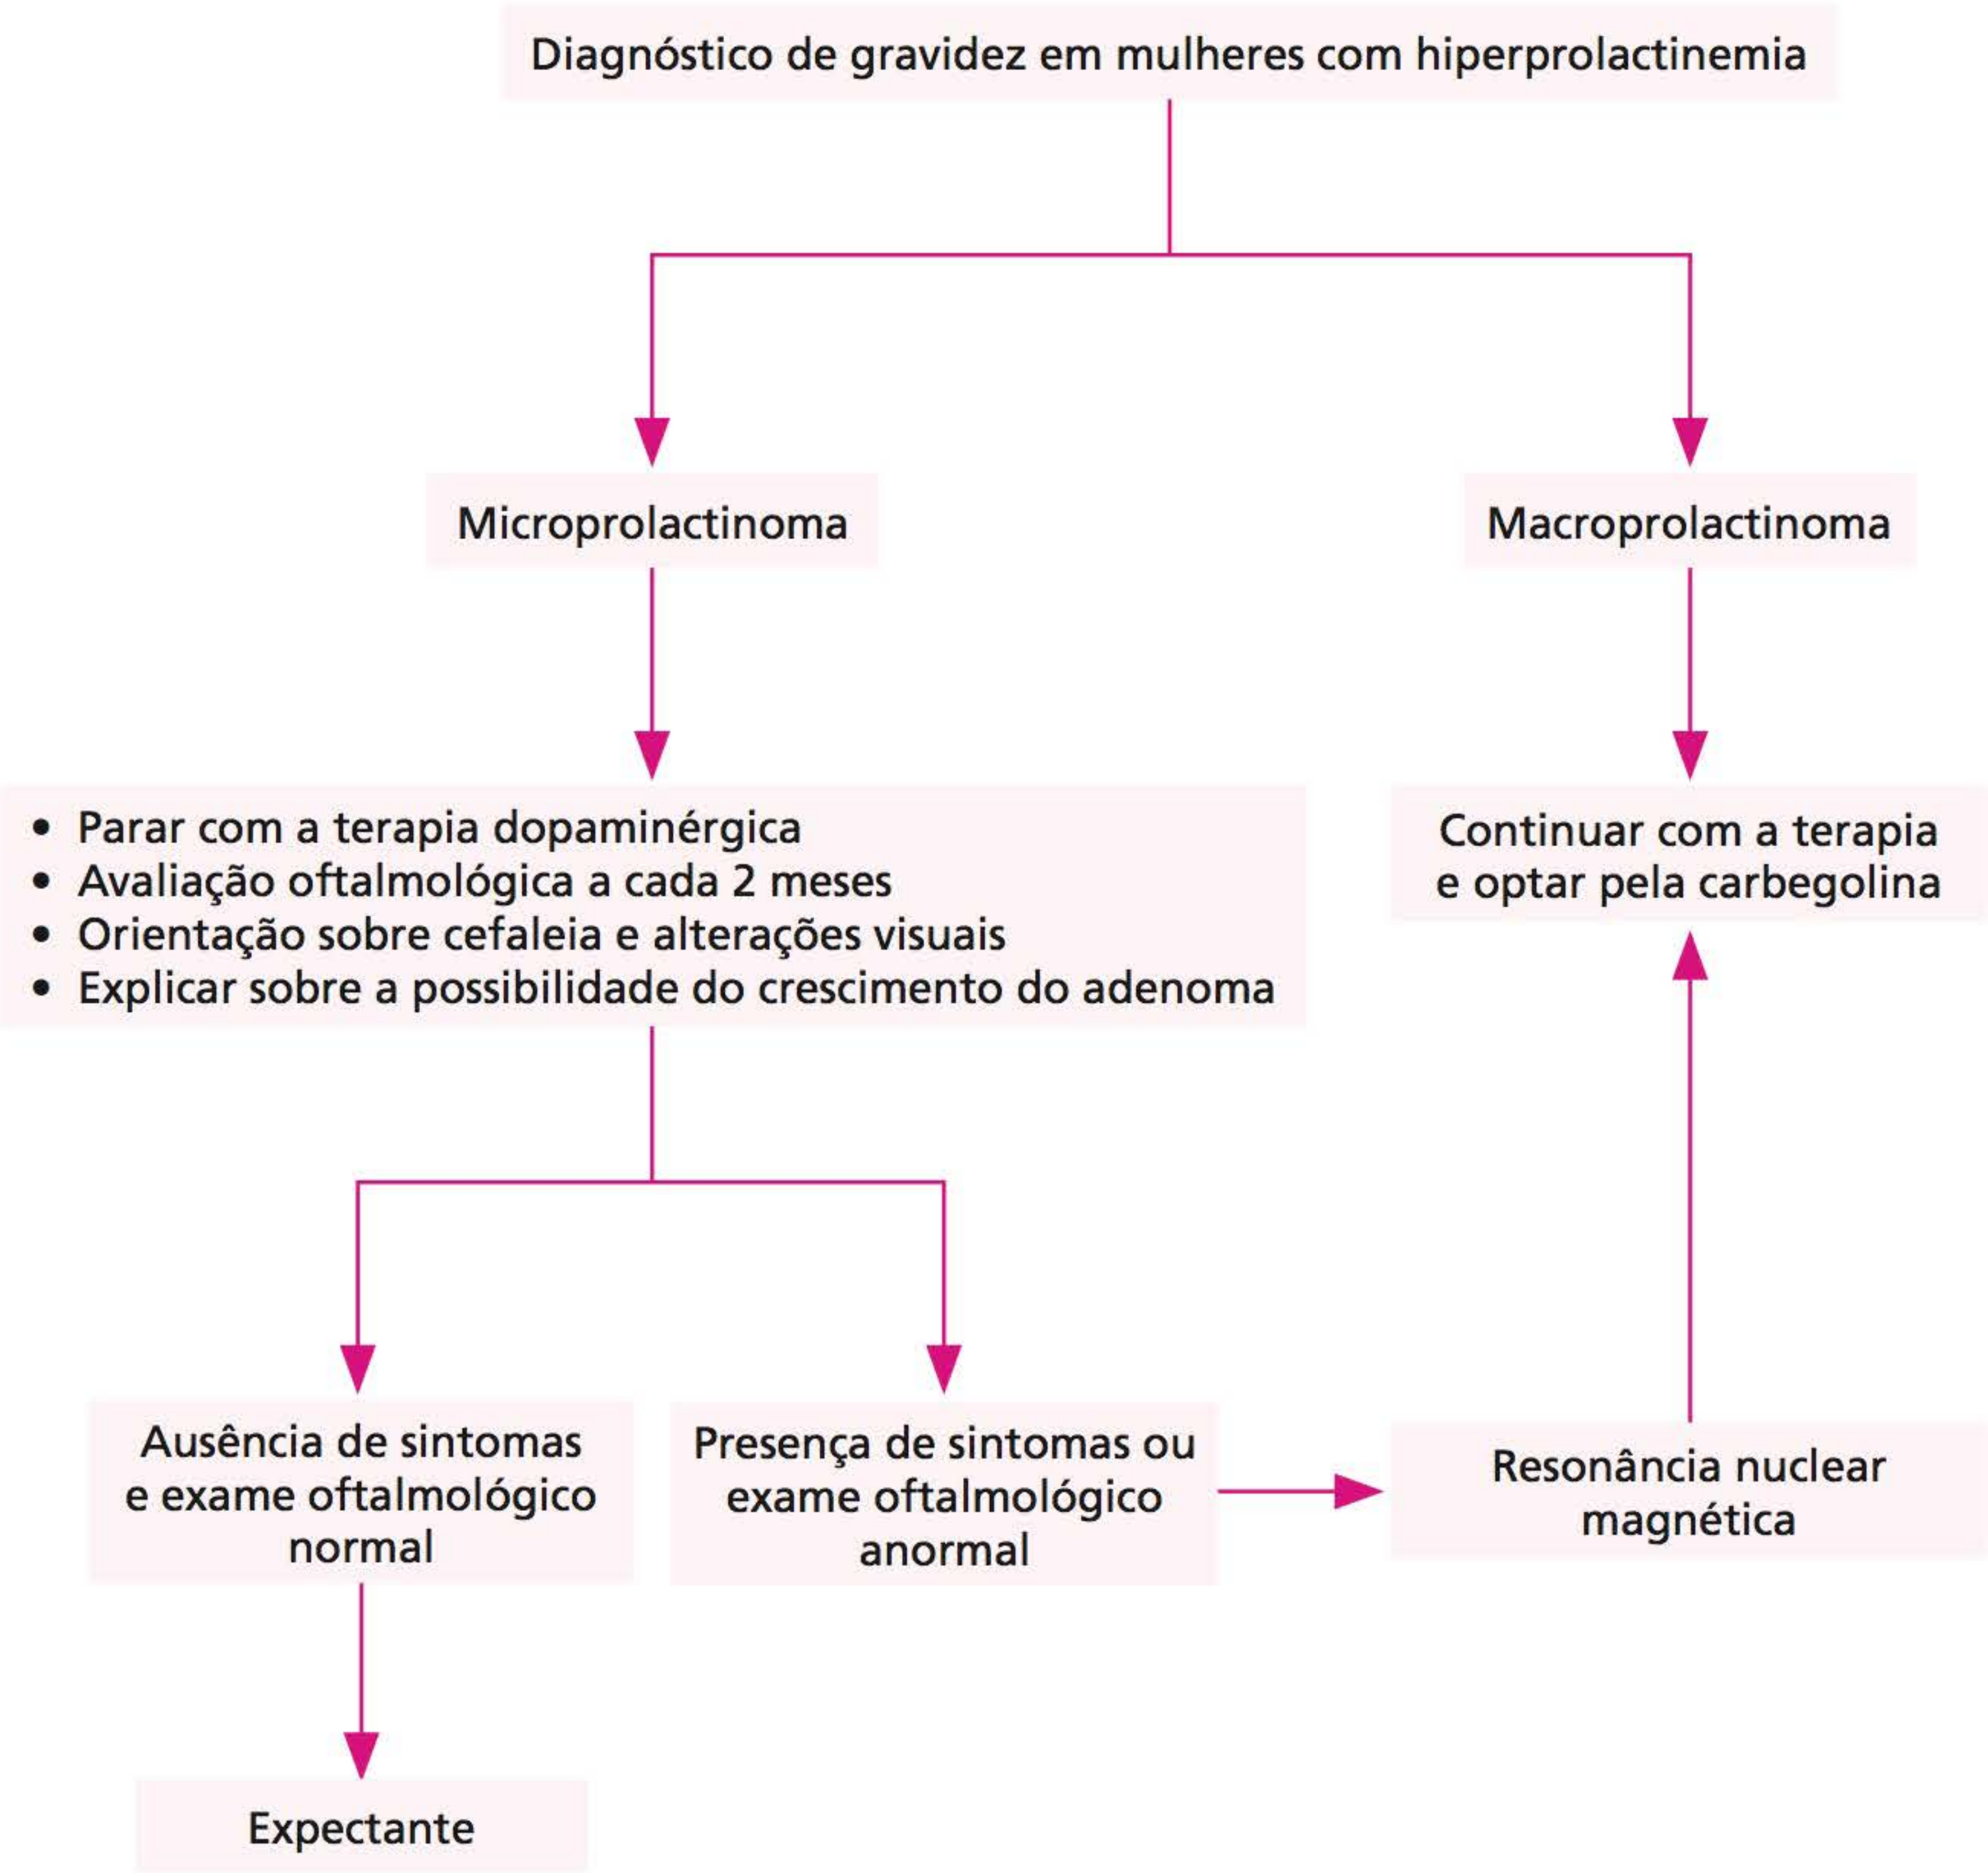 Diagnóstico de gravidez em mulheres com hiperprolactinemia
Microprolactinoma
Macroprolactinoma
• Parar com a terapia dopaminérgica
• Avaliação oftalmológica a cada 2 meses
• Orientação sobre cefaleia e alterações visuais
• Explicar sobre a possibilidade do crescimento do adenoma
Continuar com a terapia
e optar pela carbegolina
Ausência de sintomas
e exame oftalmológico
normal
Presença de sintomas ou
exame oftalmológico
anormal
Resonância nuclear
magnética
Expectante